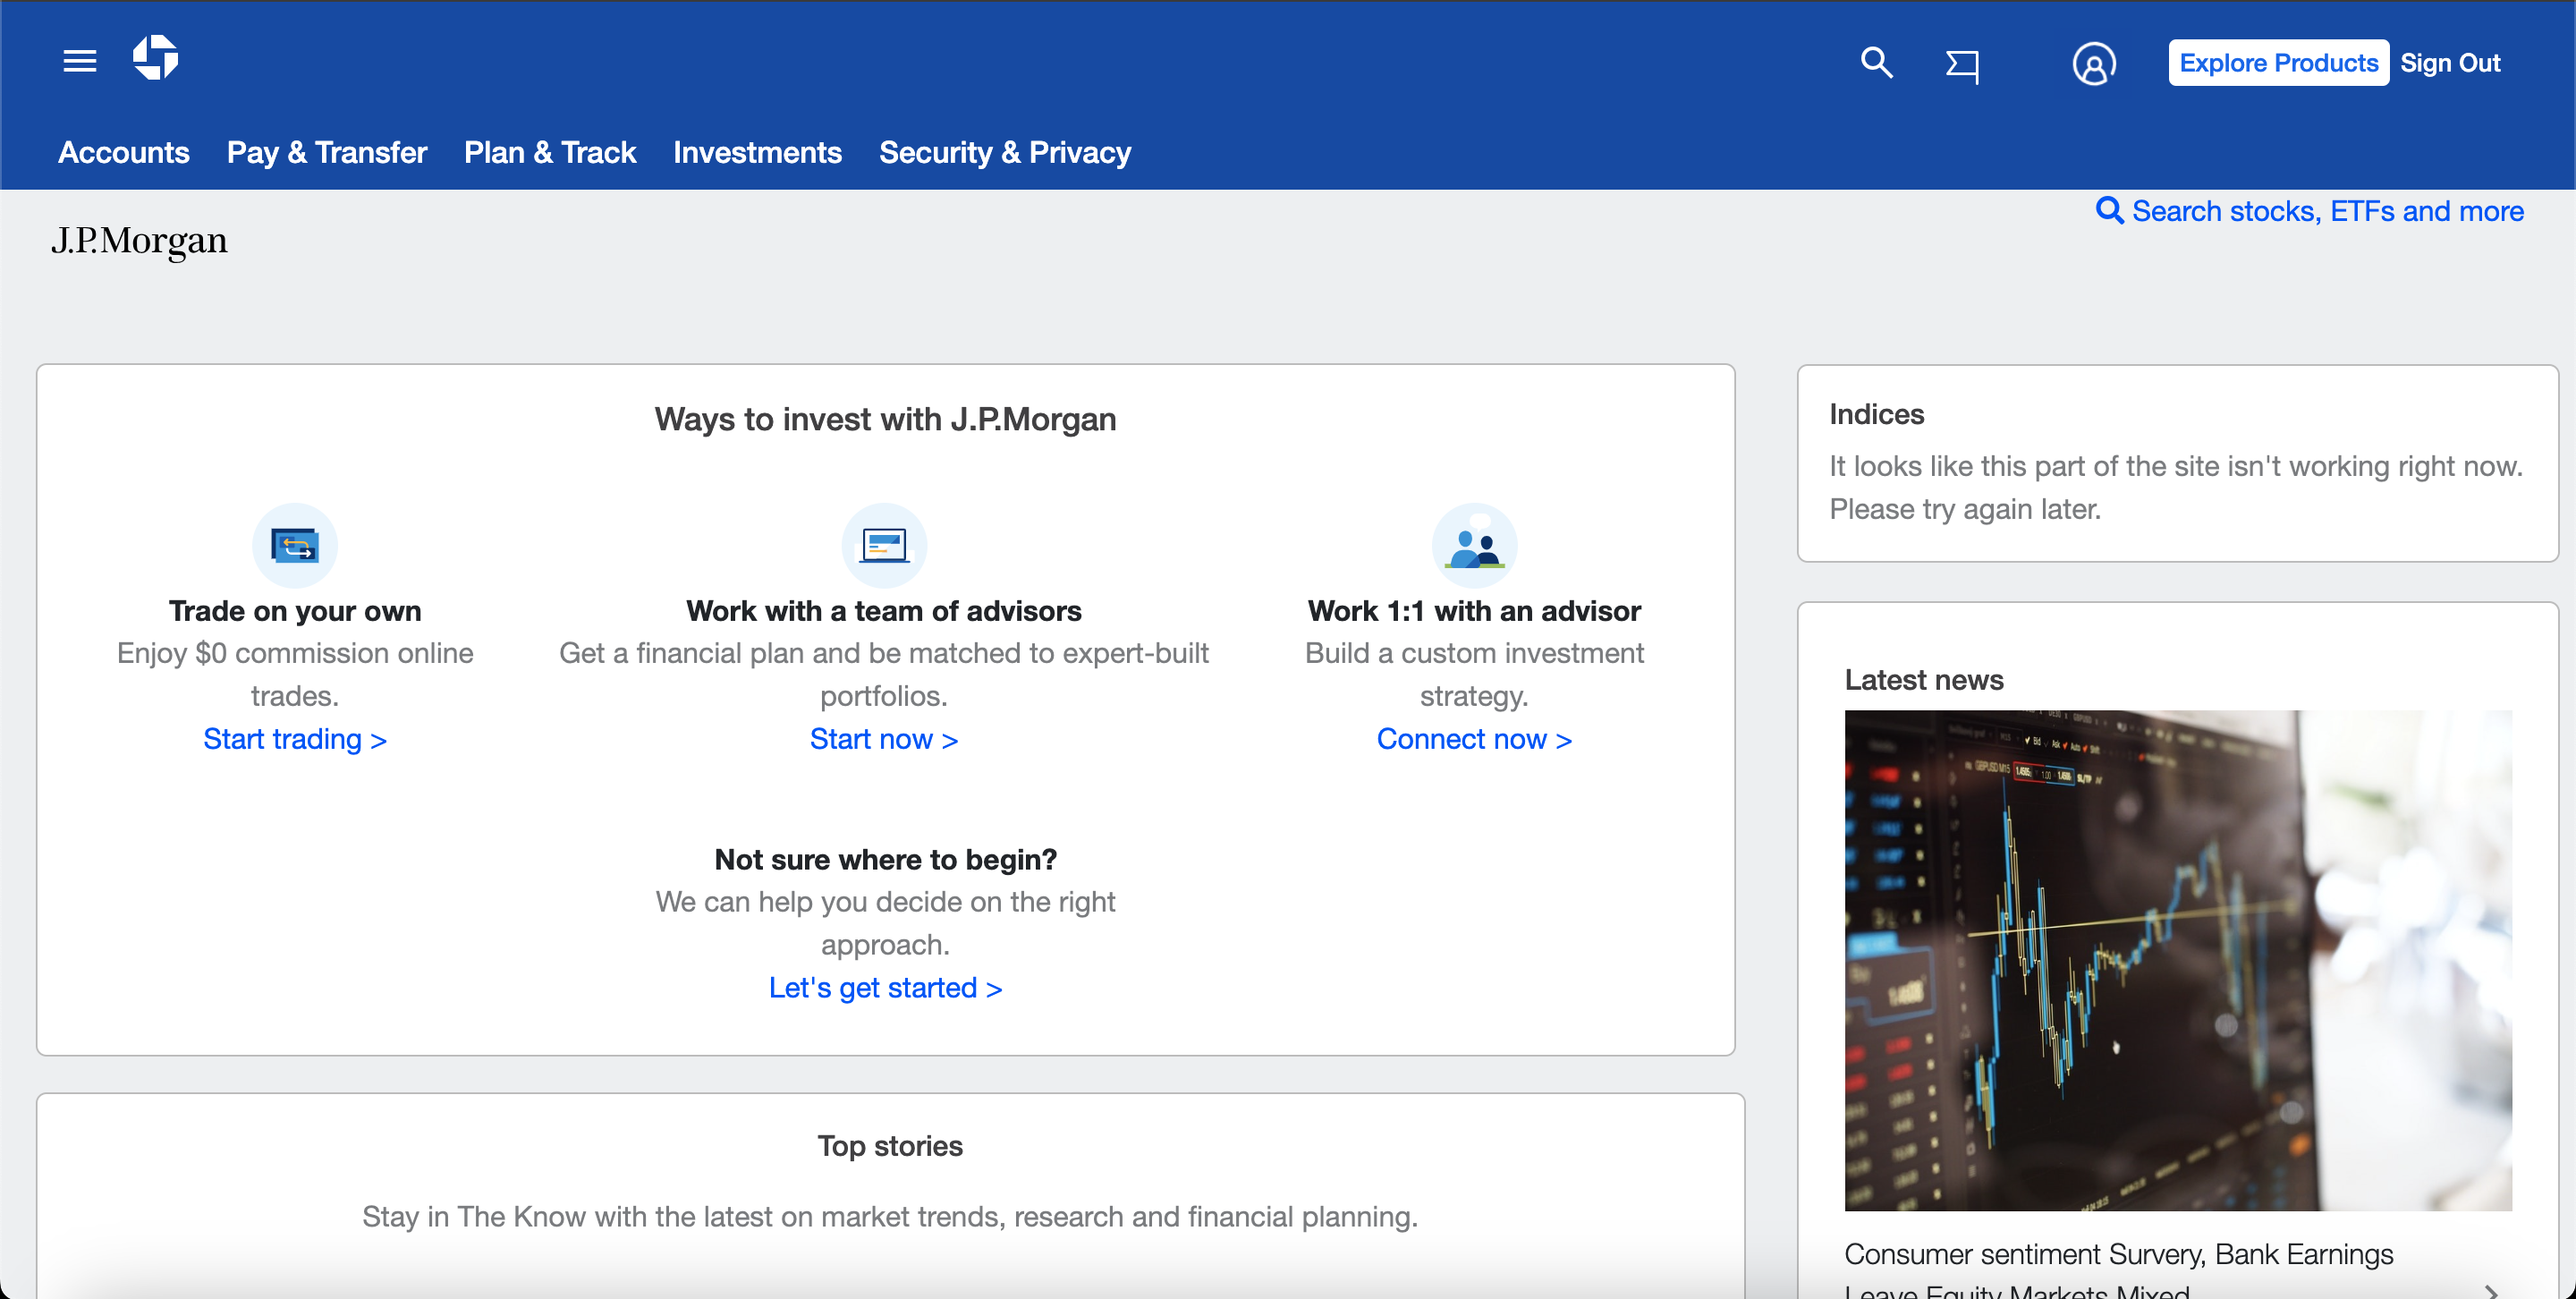 Explore Products
Sign Out
Accounts
Pay & Transfer
Plan & Track
Investments
Security & Privacy
J.P.Morgan
Search stocks, ETFs and more
Ways to invest with J.P.Morgan
Trade on your own
Enjoy $0 commission online
trades.
Start trading >
Work with a team of advisors
Get a financial plan and be matched to expert-built
portfolios.
Start now >
Work 1:1 with an advisor
Build a custom investment
strategy.
Connect now >
Not sure where to begin?
We can help you decide on the right
approach.
Let's get started >
Top stories
Stay in The Know with the latest on market trends, research and financial planning.
Indices
It looks like this part of the site isn't working right now.
Please try again later.
Latest news
GBPUSD M15
Consumer sentiment Survery, Bank Earnings
Leave Equity Markets Mixed